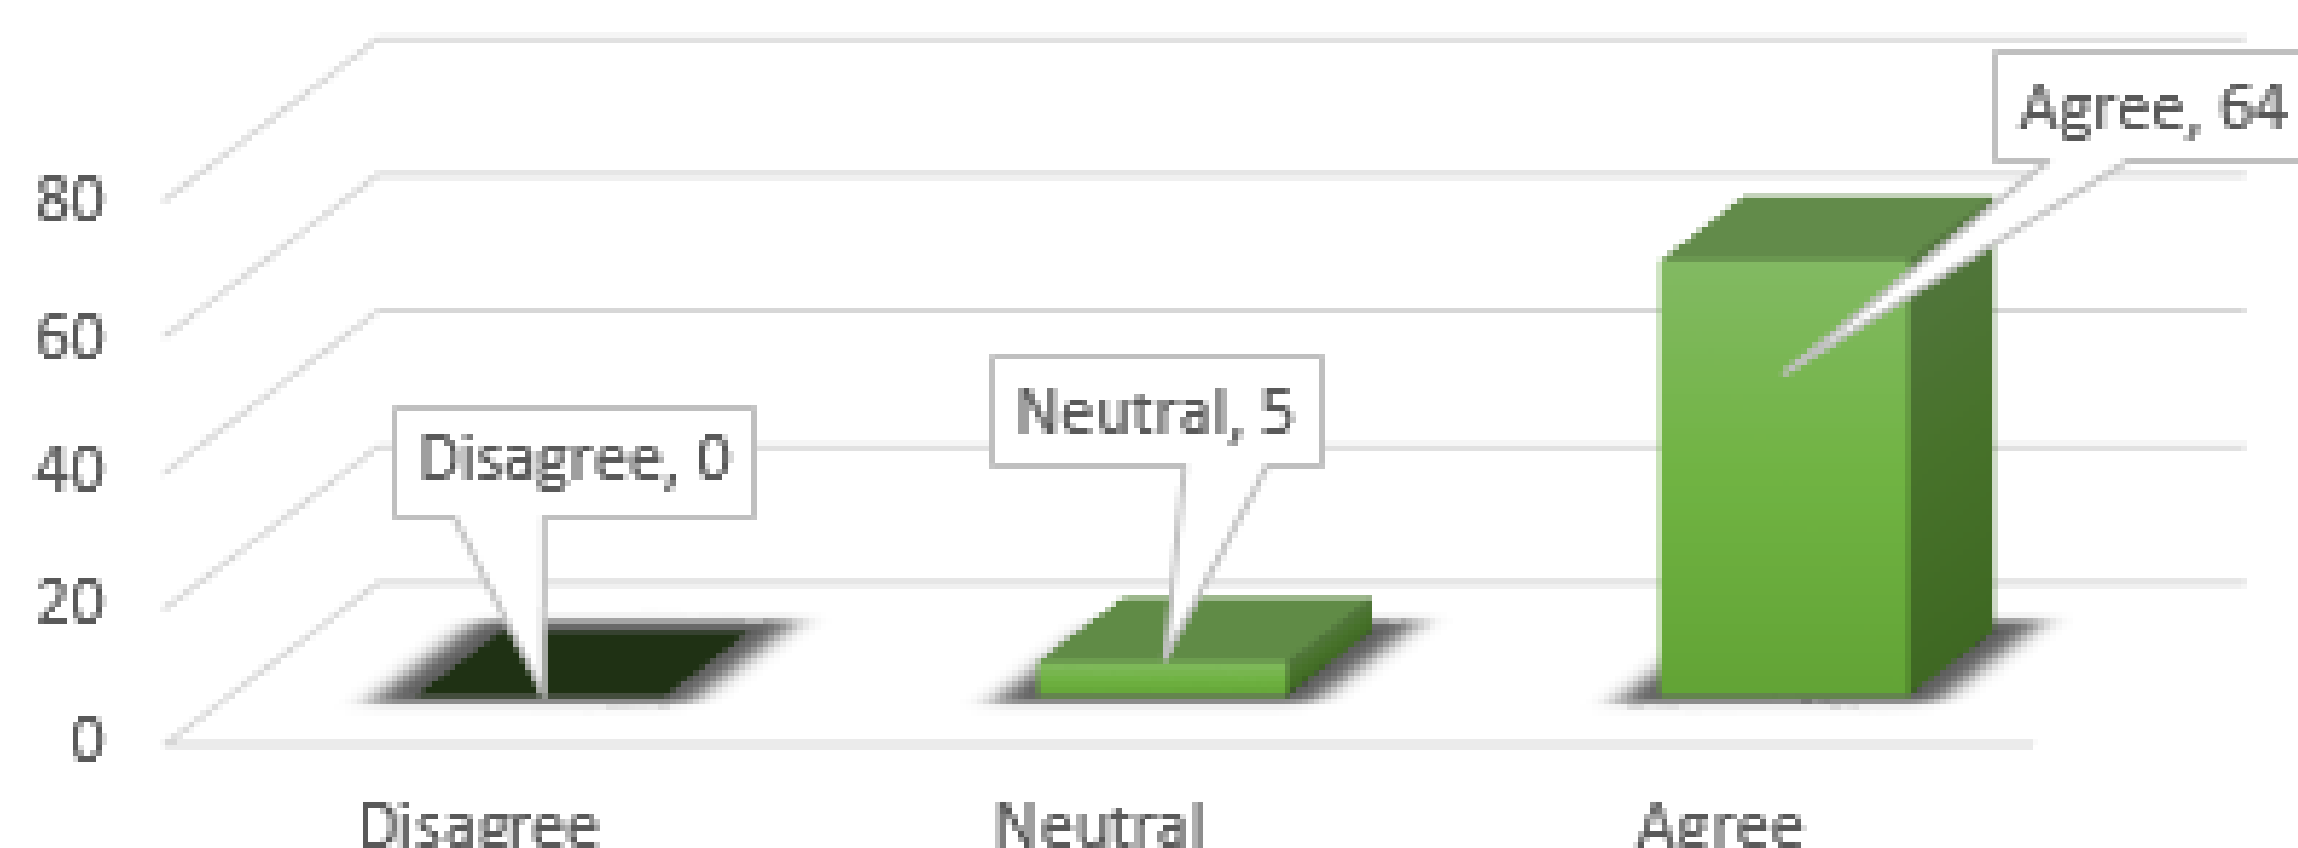 80
60
40
20
0
Agree, 64
Neutral, 5
Disagree, 0
Disagree
Neutral
Agree